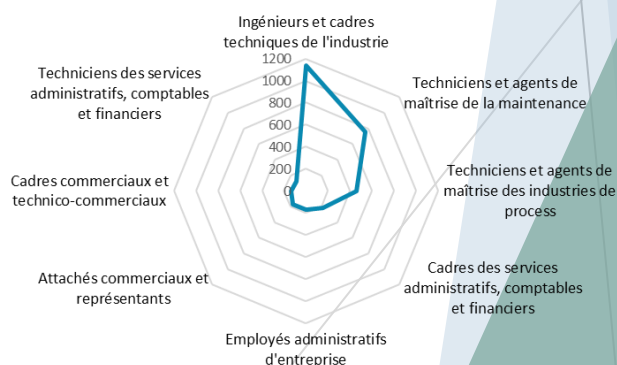 Ingénieurs et cadres
techniques de l'industrie
1200
1000
800
600
400
200
0
Techniciens et agents de
maîtrise de la maintenance
Techniciens et agents de
maîtrise des industries de
process
Cadres des services
administratifs, comptables
et financiers
Employés administratifs
d'entreprise
Attachés commerciaux et
représentants
Cadres commerciaux et
technico-commerciaux
Techniciens des services
administratifs, comptables
et financiers